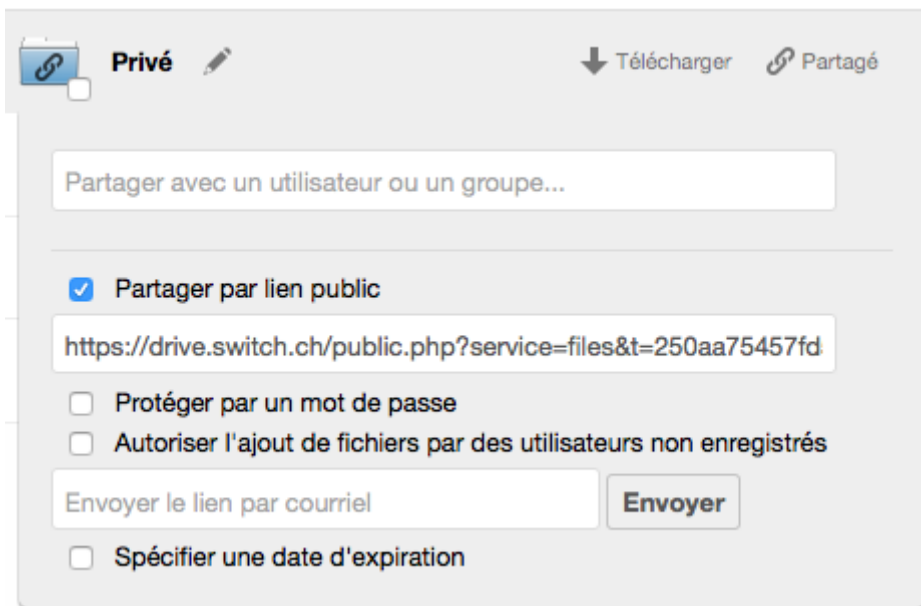 Privé
Télécharger
Partagé
Partager avec un utilisateur ou un groupe...
Partager par lien public
https://drive.switch.ch/public.php?service=files&t=250aa75457fd
Protéger par un mot de passe
Autoriser l'ajout de fichiers par des utilisateurs non enregistrés
Envoyer le lien par courriel
Envoyer
Spécifier une date d'expiration